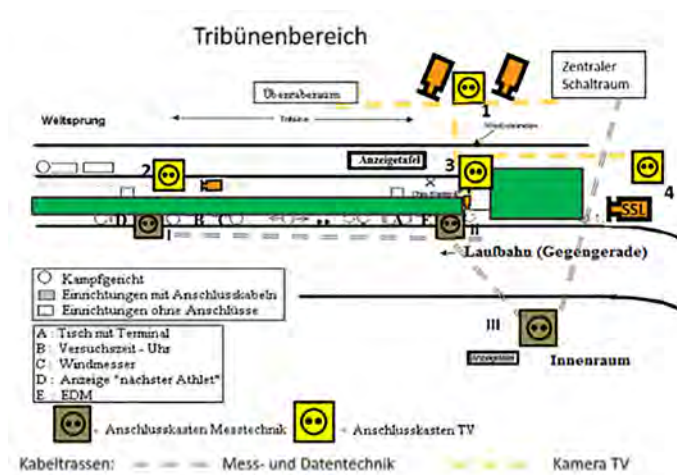 Tribünenbereich
Zentraler
Schaltraum
1
Weitsprung
Tribüne
Anzeigetafel
2
3
4
SSL
D
B
C
A
E
I
II
Laufbahn (Gegengerade)
Kampfgericht
Einrichtungen mit Anschlusskabeln
Einrichtungen ohne Anschlüsse
III
A : Tisch mit Terminal
B : Versuchszeit - Uhr
C : Windmesser
D : Anzeige "nächster Athlet"
E : EDM
Anzeigetafel
Innenraum
- Anschlusskasten Messtechnik
- Anschlusskasten TV
Kabeltrassen:
Mess- und Datentechnik
Kamera TV